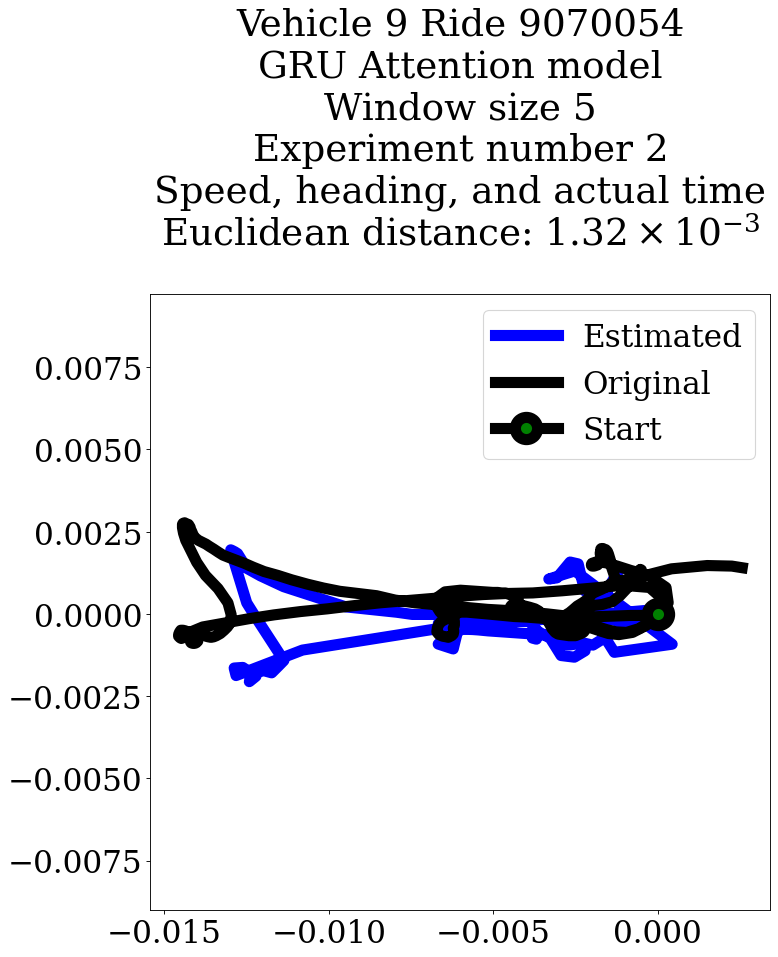 Vehicle 9 Ride 9070054
GRU Attention model
Window size 5
Experiment number 2
Speed, heading, and actual time
Euclidean distance: 1.32 × 10⁻³
Estimated
Original
Start
0.0075
0.0050
0.0025
0.0000
−0.0025
−0.0050
−0.0075
−0.015 −0.010 −0.005 0.000